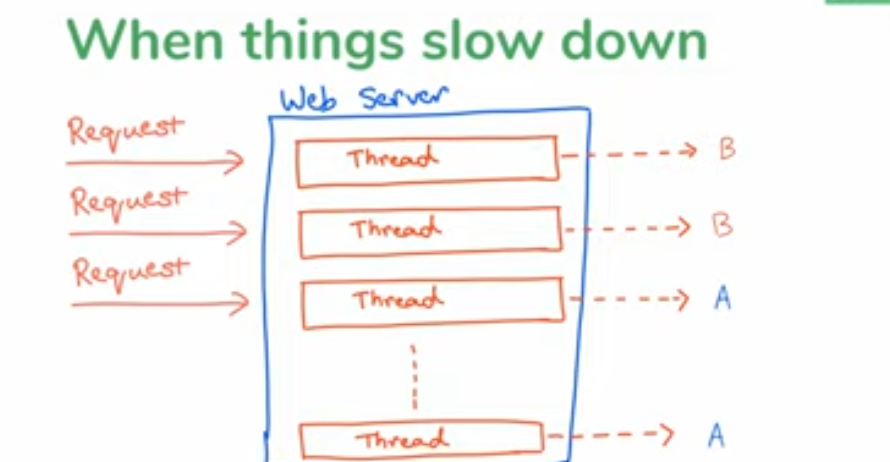 When things slow down
Web Server
Request
Thread
B
Request
Thread
B
Request
Thread
A
Thread
A